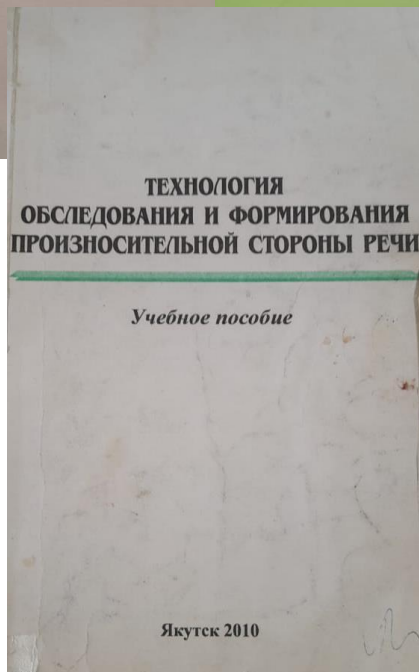 ТЕХНОЛОГИЯ
ОБСЛЕДОВАНИЯ И ФОРМИРОВАНИЯ
ПРОИЗНОСИТЕЛЬНОЙ СТОРОНЫ РЕЧИ
Учебное пособие
Якутск 2010